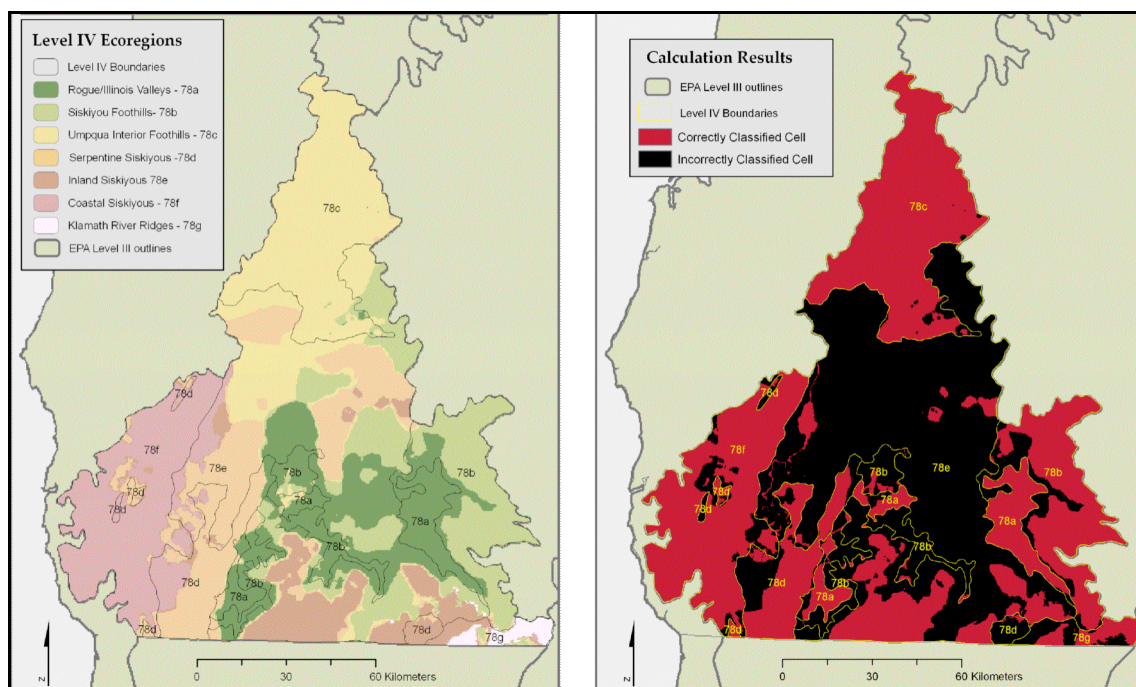 Level IV Ecoregions
Level IV Boundaries
Rogue/Illinois Valleys - 78a
Siskiyou Foothills- 78b
Umpqua Interior Foothills - 78c
Serpentine Siskiyous -78d
Inland Siskiyous 78e
Coastal Siskiyous - 78f
Klamath River Ridges - 78g
EPA Level III outlines
78c
78d
78f
78e
78b
78b
78d
78a
78d
78a
78b
78d
78b
78a
78d
78d
78g
N
0
30
60 Kilometers
Calculation Results
EPA Level III outlines
Level IV Boundaries
Correctly Classified Cell
Incorrectly Classified Cell
78c
78d
78f
78b
78e
78b
78d
78a
78d
78a
78b
78d
78b
78a
78d
78d
78g
N
0
30
60 Kilometers